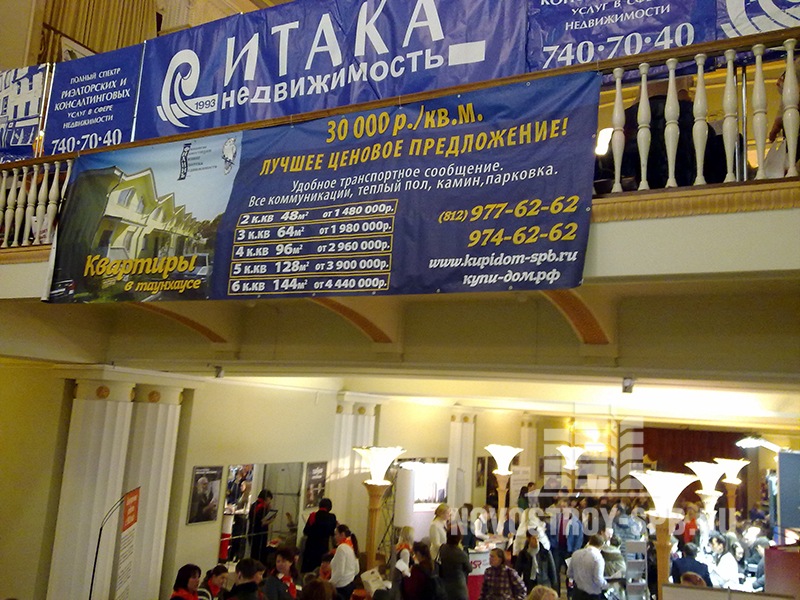 ИТАКА
1993
недвижимость
ПОЛНЫЙ СПЕКТР
РИЭЛТОРСКИХ И
КОНСАЛТИНГОВЫХ
УСЛУГ В СФЕРЕ
НЕДВИЖИМОСТИ
740•70•40
УСЛУГ В СФЕРЕ
НЕДВИЖИМОСТИ
740•70•40
30 000 р./кв.м.
ЛУЧШЕЕ ЦЕНОВОЕ ПРЕДЛОЖЕНИЕ!
Удобное транспортное сообщение.
Все коммуникации, теплый пол, камин,парковка.
2 к.кв 48м² от 1 480 000р.
3 к.кв 64м² от 1 980 000р.
4 к.кв 96м² от 2 960 000р.
5 к.кв 128м² от 3 900 000р.
6 к.кв 144м² от 4 440 000р.
(812) 977-62-62
974-62-62
www.kupidom-spb.ru
купи-дом.рф
Квартиры
в таунхаусе
NOVOSTROY-SPB.RU